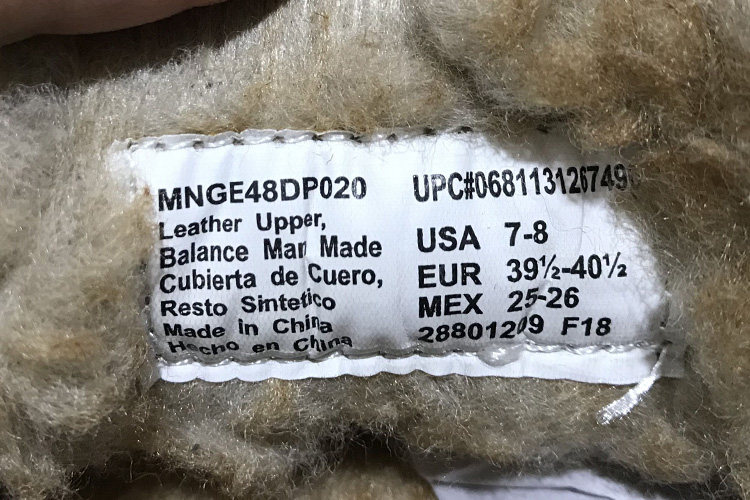 MNGE48DP020
Leather Upper,
Balance Man Made
Cubierta de Cuero,
Resto Sintetico
Made in China
Hecho en China
UPC#068113126749
USA 7-8
EUR 39½-40½
MEX 25-26
28801209 F18